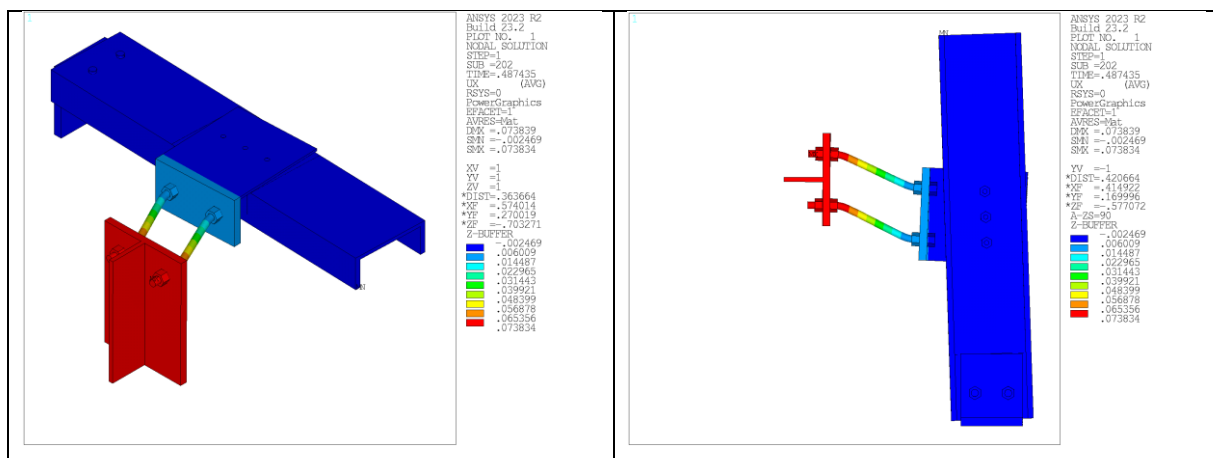 1
ANSYS 2023 R2
Build 23.2
PLOT NO. 1
NODAL SOLUTION
STEP=1
SUB =202
TIME=.487435
UX (AVG)
RSYS=0
PowerGraphics
EFACET=1
AVRES=Mat
DMX =.073839
SMN =-.002469
SMX =.073834
XV =1
YV =1
ZV =1
*DIST=.363664
*XF =.574014
*YF =.270019
*ZF =-.703271
Z-BUFFER
-.002469
.006009
.014487
.022965
.031443
.039921
.048399
.056878
.065356
.073834
MN
1
ANSYS 2023 R2
Build 23.2
PLOT NO. 1
NODAL SOLUTION
STEP=1
SUB =202
TIME=.487435
UX (AVG)
RSYS=0
PowerGraphics
EFACET=1
AVRES=Mat
DMX =.073839
SMN =-.002469
SMX =.073834
YV =-1
*DIST=.420664
*XF =.414922
*YF =.169996
*ZF =-.577072
A-ZS=90
Z-BUFFER
-.002469
.006009
.014487
.022965
.031443
.039921
.048399
.056878
.065356
.073834
MN